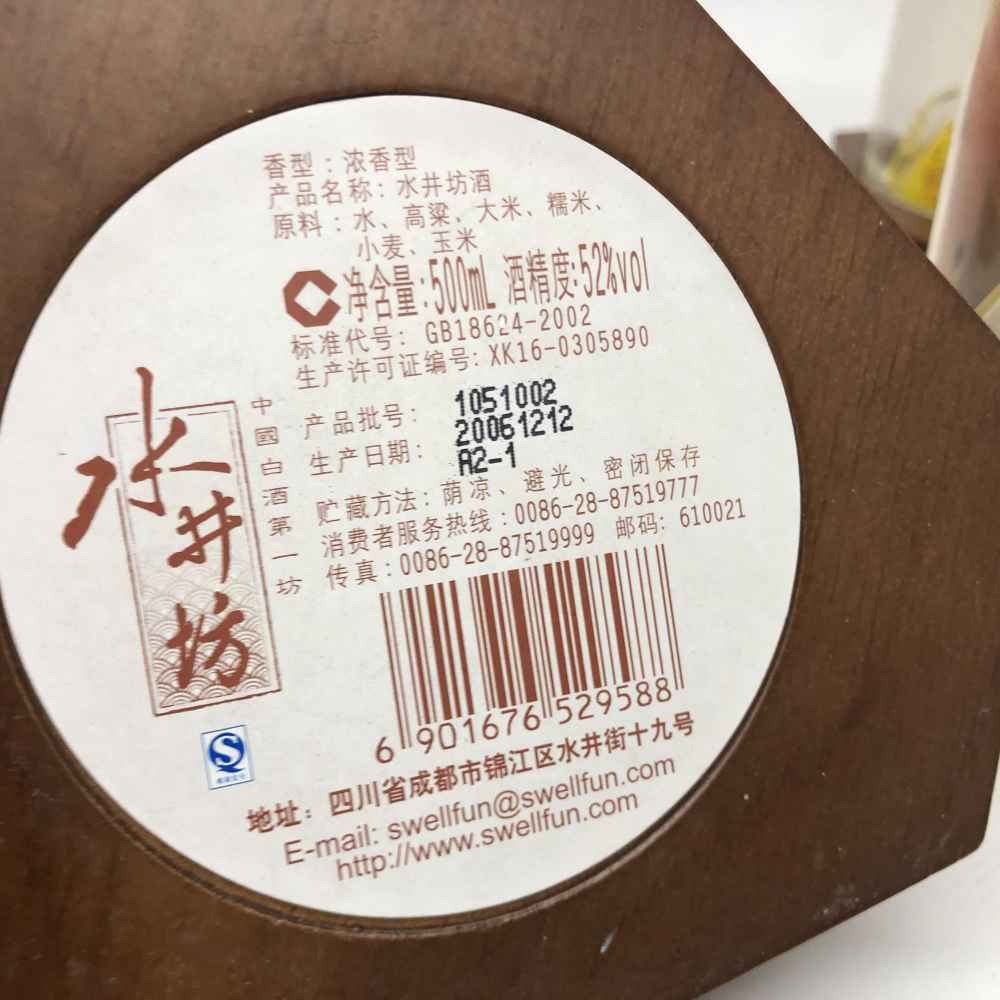 香型：浓香型
产品名称：水井坊酒
原料：水、高粱、大米、糯米、
小麦、玉米
净含量：500mL 酒精度：52%vol
标准代号：GB18624-2002
生产许可证编号：XK16-0305890
产品批号：1051002
生产日期：20061212
A2-1
贮藏方法：荫凉、避光、密闭保存
消费者服务热线：0086-28-87519777
传真：0086-28-87519999 邮码：610021
中國白酒第一坊
水井坊
6 901676 529588
地址：四川省成都市锦江区水井街十九号
E-mail: swellfun@swellfun.com
http://www.swellfun.com